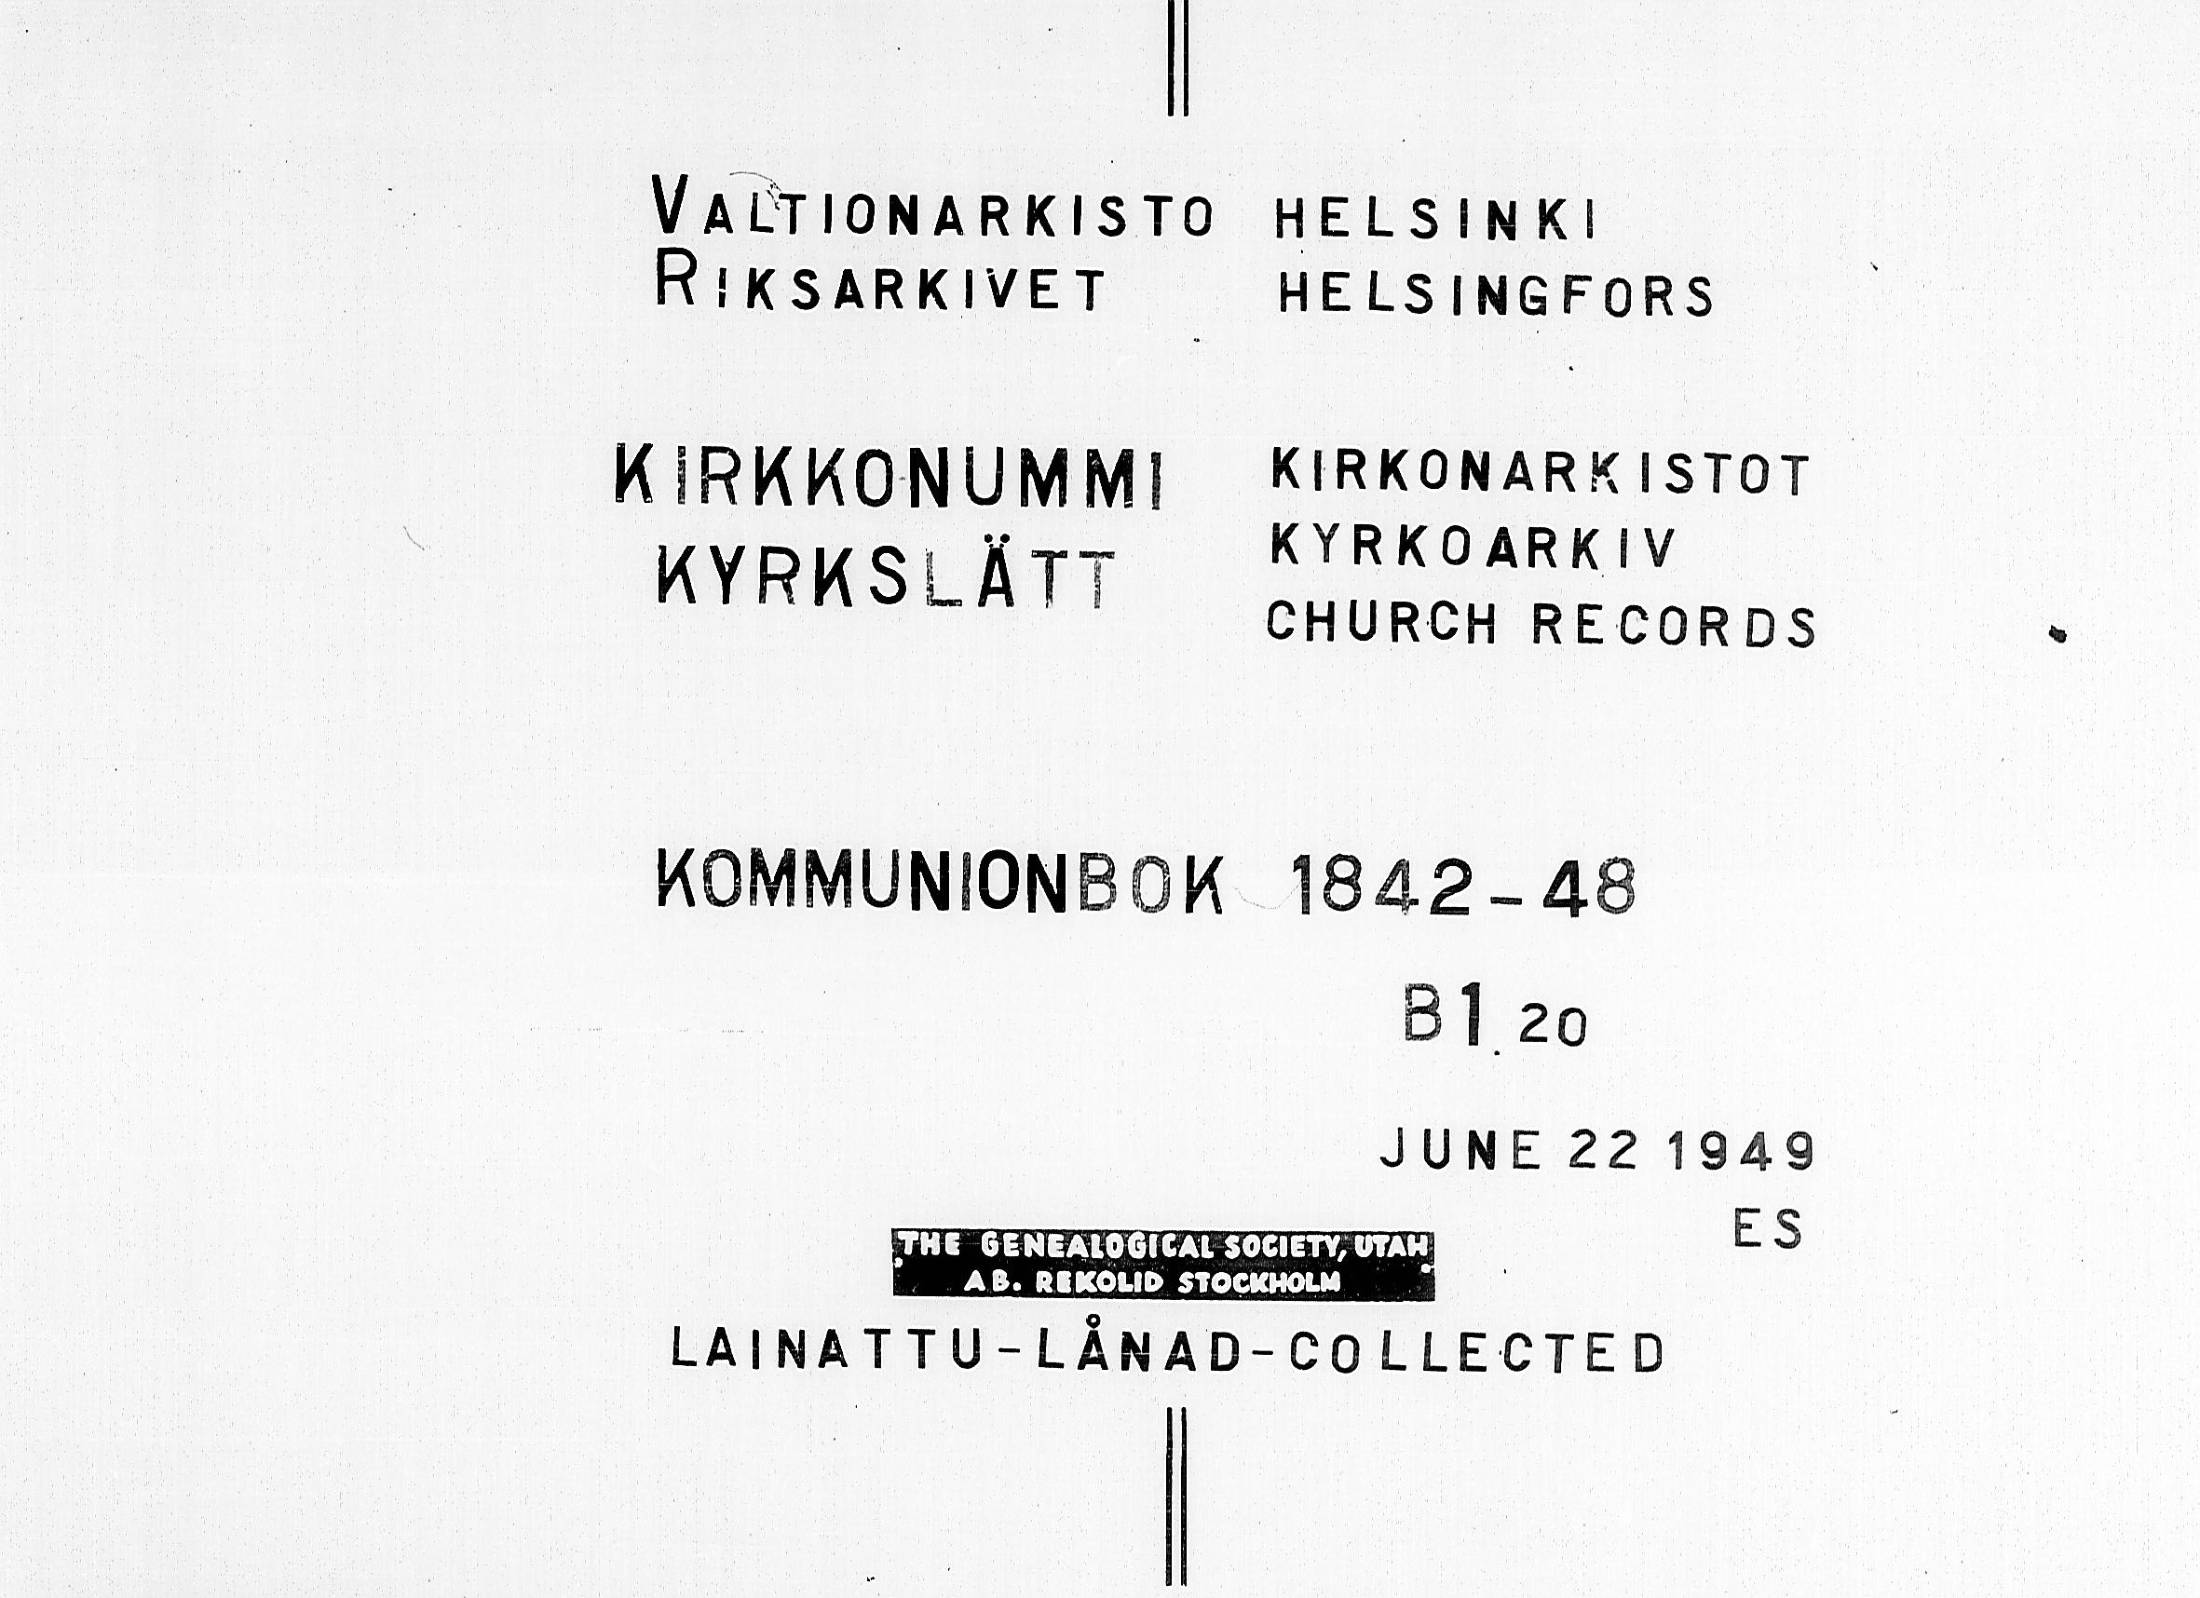 VALTIONARKISTO HELSINKI
RIKSARKIVET HELSINGFORS
KIRKKONUMMI KIRKONARKISTOT
KYRKSLÄTT KYRKOARKIV
CHURCH RECORDS
KOMMUNIONBOK 1842-48
B1.20
JUNE 22 1949
ES
THE GENEALOGICAL SOCIETY, UTAH
AB. REKOLID STOCKHOLM
LAINATTU-LÅNAD-COLLECTED